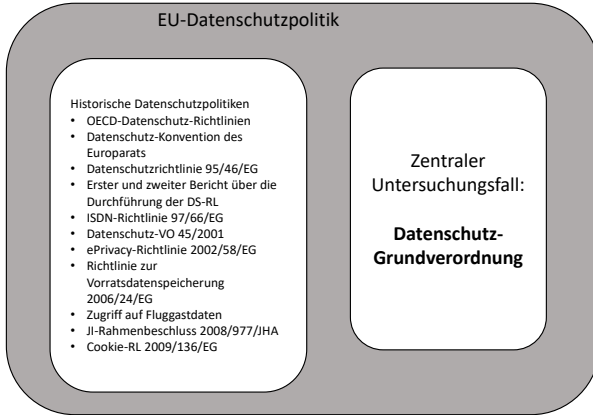 EU-Datenschutzpolitik
Historische Datenschutzpolitiken
• OECD-Datenschutz-Richtlinien
• Datenschutz-Konvention des
Europarats
• Datenschutzrichtlinie 95/46/EG
• Erster und zweiter Bericht über die
Durchführung der DS-RL
• ISDN-Richtlinie 97/66/EG
• Datenschutz-VO 45/2001
• ePrivacy-Richtlinie 2002/58/EG
• Richtlinie zur
Vorratsdatenspeicherung
2006/24/EG
• Zugriff auf Fluggastdaten
• JI-Rahmenbeschluss 2008/977/JHA
• Cookie-RL 2009/136/EG
Zentraler
Untersuchungsfall:
Datenschutz-
Grundverordnung